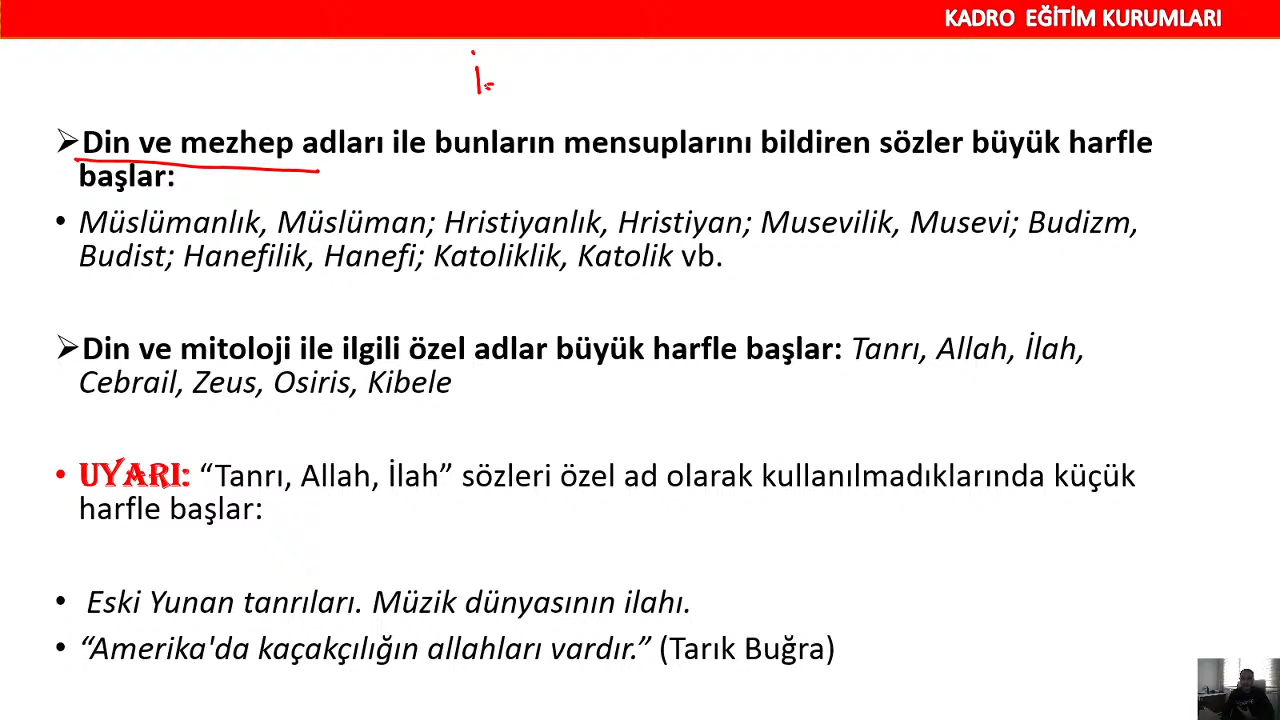 KADRO EĞİTİM KURUMLARI
Din ve mezhep adları ile bunların mensuplarını bildiren sözler büyük harfle
başlar:
• Müslümanlık, Müslüman; Hristiyanlık, Hristiyan; Musevilik, Musevi; Budizm,
Budist; Hanefilik, Hanefi; Katoliklik, Katolik vb.
Din ve mitoloji ile ilgili özel adlar büyük harfle başlar: Tanrı, Allah, İlah,
Cebrail, Zeus, Osiris, Kibele
• UYARI: “Tanrı, Allah, İlah” sözleri özel ad olarak kullanılmadıklarında küçük
harfle başlar:
• Eski Yunan tanrıları. Müzik dünyasının ilahı.
• “Amerika'da kaçakçılığın allahları vardır.” (Tarık Buğra)